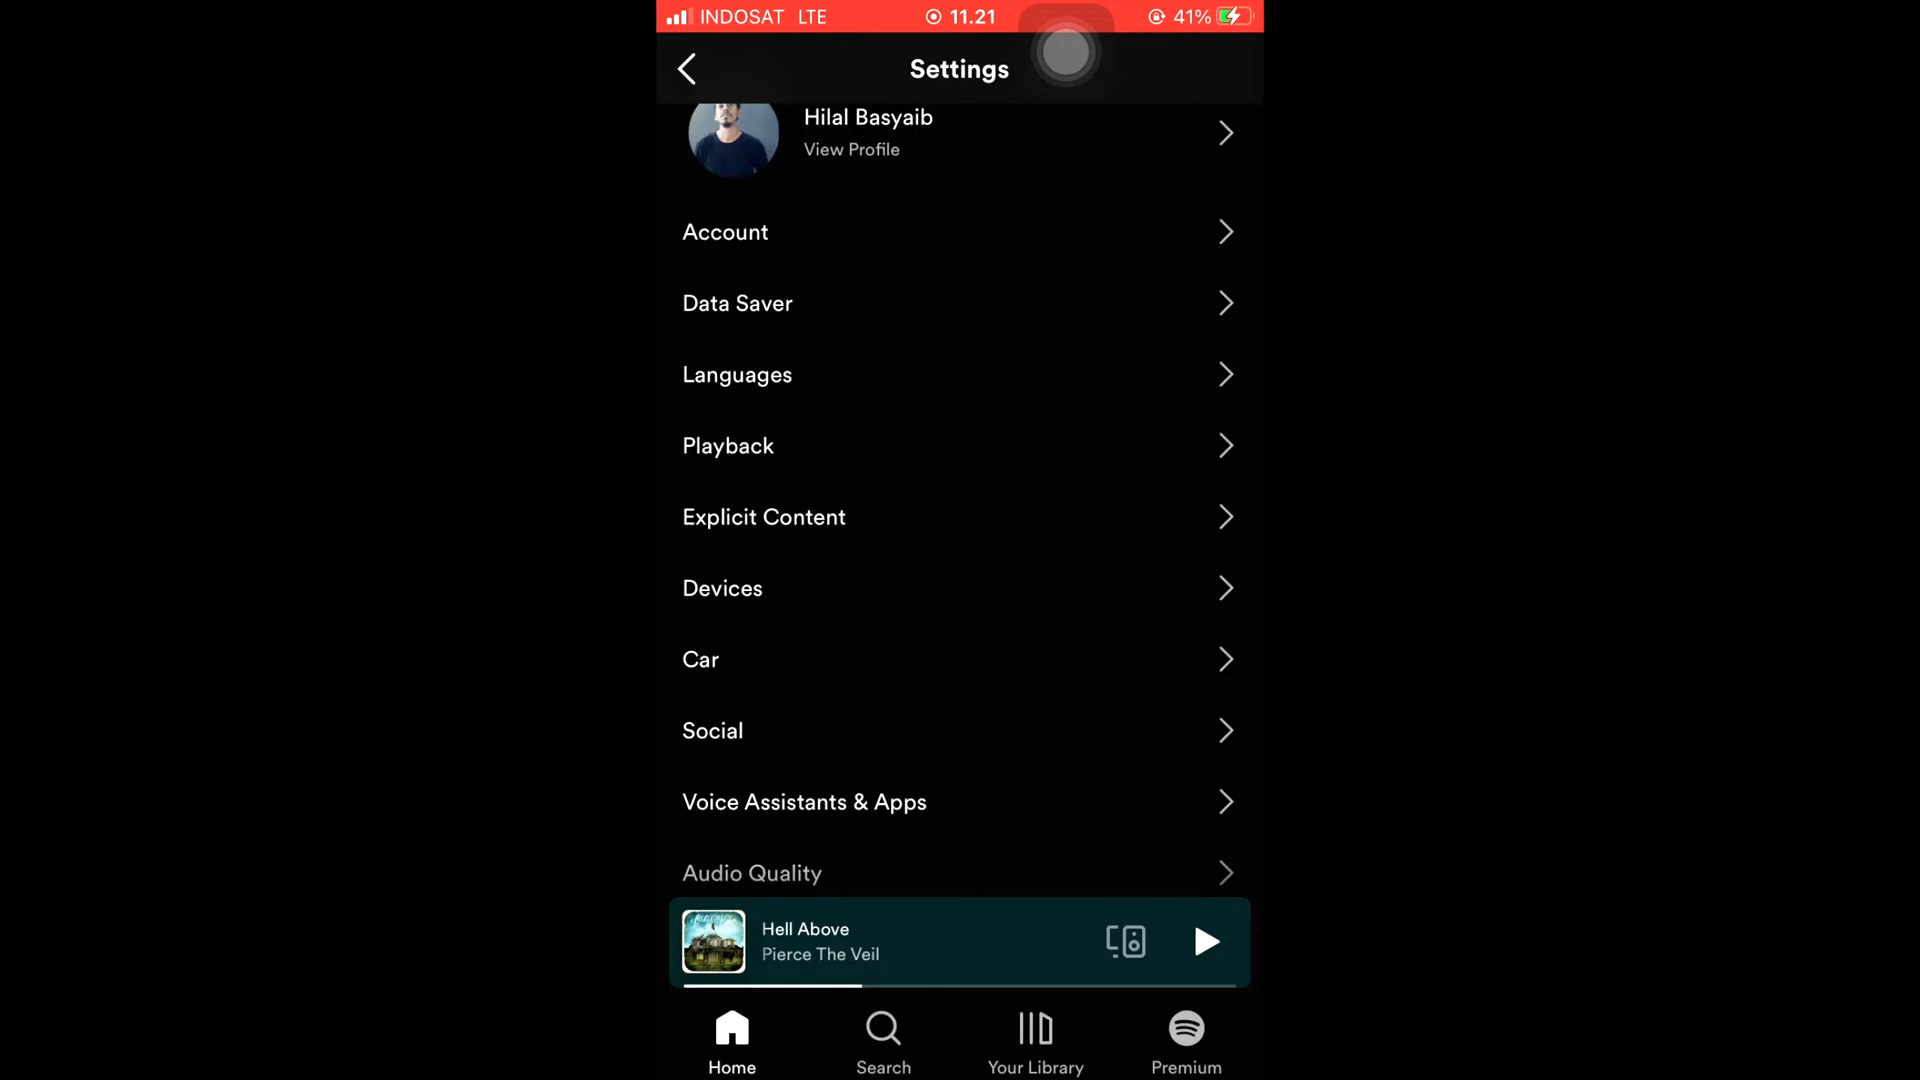 INDOSAT LTE 11.21 41%
Settings
Hilal Basyaib
View Profile
Account
Data Saver
Languages
Playback
Explicit Content
Devices
Car
Social
Voice Assistants & Apps
Audio Quality
Hell Above
Pierce The Veil
Home Search Your Library Premium